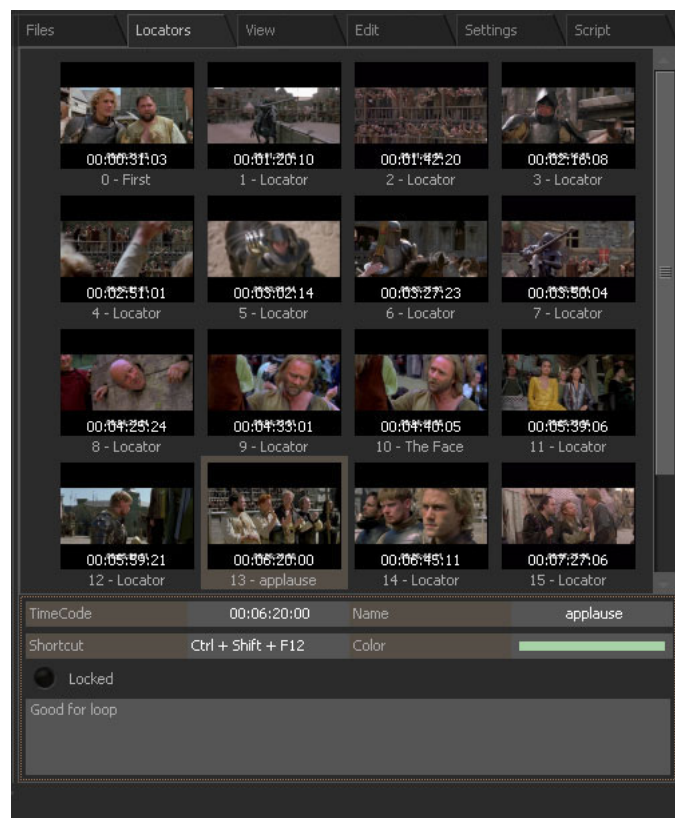 Files Locators View Edit Settings Script
00:00:51:03 00:01:20:10 00:01:42:20 00:02:16:08
0 - First 1 - Locator 2 - Locator 3 - Locator
00:02:51:01 00:03:02:14 00:03:27:23 00:03:50:04
4 - Locator 5 - Locator 6 - Locator 7 - Locator
00:04:25:24 00:04:33:01 00:04:40:05 00:05:39:06
8 - Locator 9 - Locator 10 - The Face 11 - Locator
00:05:59:21 00:06:20:00 00:06:45:11 00:07:27:06
12 - Locator 13 - applause 14 - Locator 15 - Locator
TimeCode 00:06:20:00 Name applause
Shortcut Ctrl + Shift + F12 Color
Locked
Good for loop